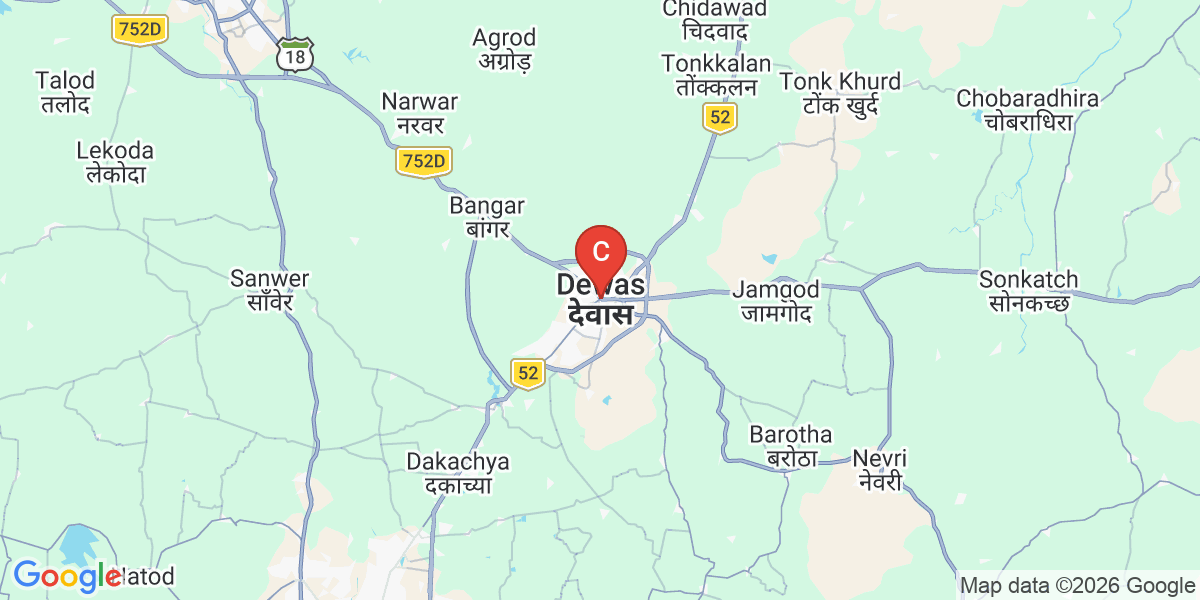 Chidawad
चिदवाद
752D
Agrod
अग्रोड़
18
Tonkkalan
तोंक्कलन
Talod
तलोद
Tonk Khurd
टोंक खुर्द
Narwar
नरवर
Chobaradhira
चोबराधिरा
52
Lekoda
लेकोदा
752D
Bangar
बांगर
C
Sanwer
साँवेर
Dewas
देवास
Jamgod
जामगोद
Sonkatch
सोनकच्छ
52
Barotha
बरोठा
Dakachya
दकाच्या
Nevri
नेवरी
Google
Map data ©2026 Google